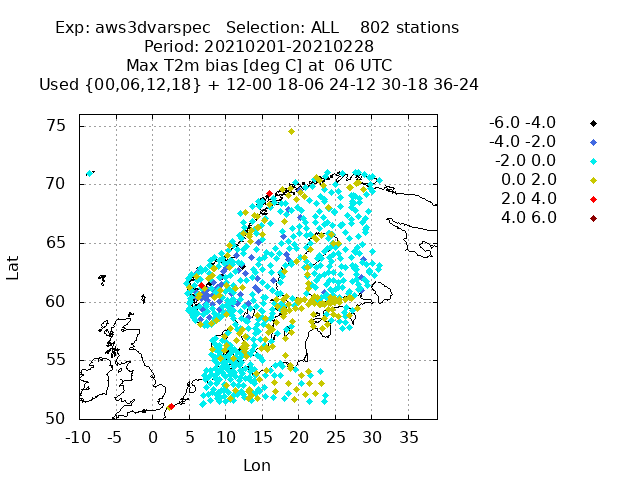 Exp: aws3dvarspec   Selection: ALL    802 stations
Period: 20210201-20210228
Max T2m bias [deg C] at  06 UTC
Used {00,06,12,18} + 12-00 18-06 24-12 30-18 36-24
-6.0 -4.0
-4.0 -2.0
-2.0 0.0
0.0 2.0
2.0 4.0
4.0 6.0
75
70
65
60
55
50
Lat
-10 -5 0 5 10 15 20 25 30 35
Lon